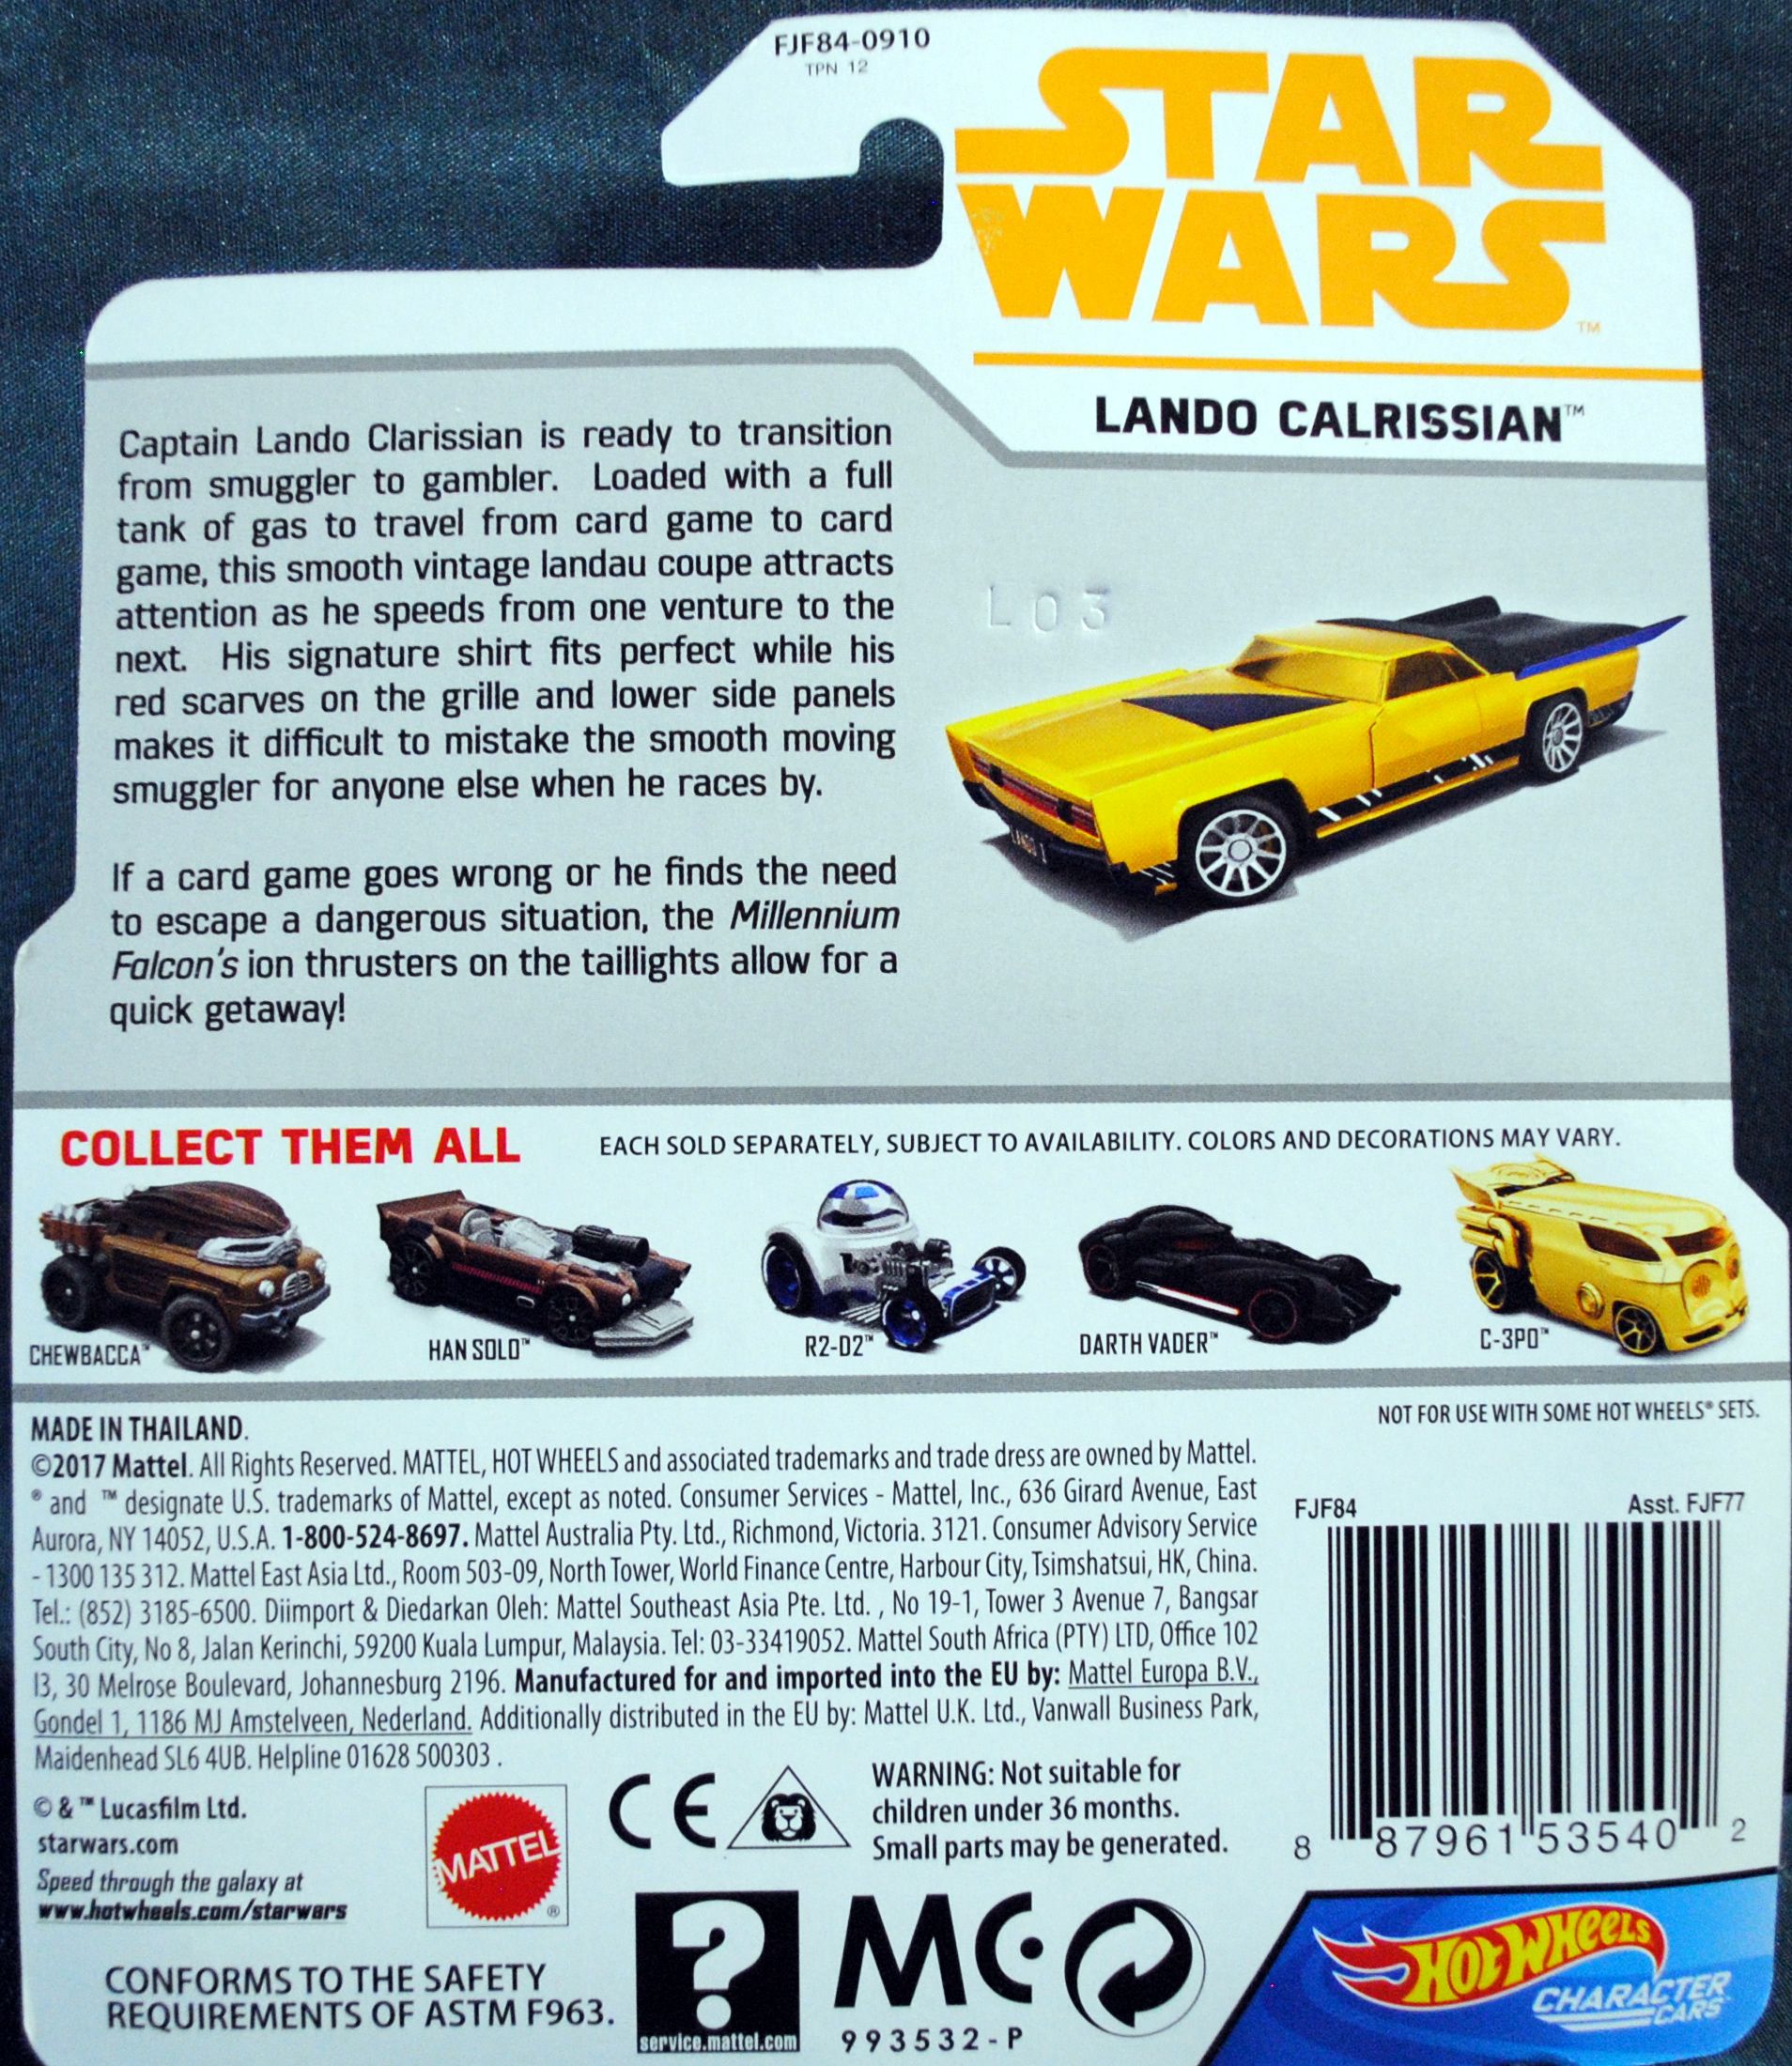 FJF84-0910
TPN 12
STAR
WARS™
LANDO CALRISSIAN™
Captain Lando Clarissian is ready to transition
from smuggler to gambler. Loaded with a full
tank of gas to travel from card game to card
game, this smooth vintage landau coupe attracts
attention as he speeds from one venture to the
next. His signature shirt fits perfect while his
red scarves on the grille and lower side panels
makes it difficult to mistake the smooth moving
smuggler for anyone else when he races by.
If a card game goes wrong or he finds the need
to escape a dangerous situation, the Millennium
Falcon's ion thrusters on the taillights allow for a
quick getaway!
L03
COLLECT THEM ALL
EACH SOLD SEPARATELY, SUBJECT TO AVAILABILITY. COLORS AND DECORATIONS MAY VARY.
CHEWBACCA™
HAN SOLO™
R2-D2™
DARTH VADER™
C-3PO™
NOT FOR USE WITH SOME HOT WHEELS® SETS.
MADE IN THAILAND.
©2017 Mattel. All Rights Reserved. MATTEL, HOT WHEELS and associated trademarks and trade dress are owned by Mattel.
® and ™ designate U.S. trademarks of Mattel, except as noted. Consumer Services - Mattel, Inc., 636 Girard Avenue, East
Aurora, NY 14052, U.S.A. 1-800-524-8697. Mattel Australia Pty. Ltd., Richmond, Victoria. 3121. Consumer Advisory Service
- 1300 135 312. Mattel East Asia Ltd., Room 503-09, North Tower, World Finance Centre, Harbour City, Tsimshatsui, HK, China.
Tel.: (852) 3185-6500. Diimport & Diedarkan Oleh: Mattel Southeast Asia Pte. Ltd. , No 19-1, Tower 3 Avenue 7, Bangsar
South City, No 8, Jalan Kerinchi, 59200 Kuala Lumpur, Malaysia. Tel: 03-33419052. Mattel South Africa (PTY) LTD, Office 102
I3, 30 Melrose Boulevard, Johannesburg 2196. Manufactured for and imported into the EU by: Mattel Europa B.V.,
Gondel 1, 1186 MJ Amstelveen, Nederland. Additionally distributed in the EU by: Mattel U.K. Ltd., Vanwall Business Park,
Maidenhead SL6 4UB. Helpline 01628 500303 .
FJF84
Asst. FJF77
8 87961 53540 2
© & ™ Lucasfilm Ltd.
starwars.com
Speed through the galaxy at
www.hotwheels.com/starwars
MATTEL®
CE
WARNING: Not suitable for
children under 36 months.
Small parts may be generated.
CONFORMS TO THE SAFETY
REQUIREMENTS OF ASTM F963.
?
service.mattel.com
MC
993532-P
HOT WHEELS
CHARACTER
CARS™